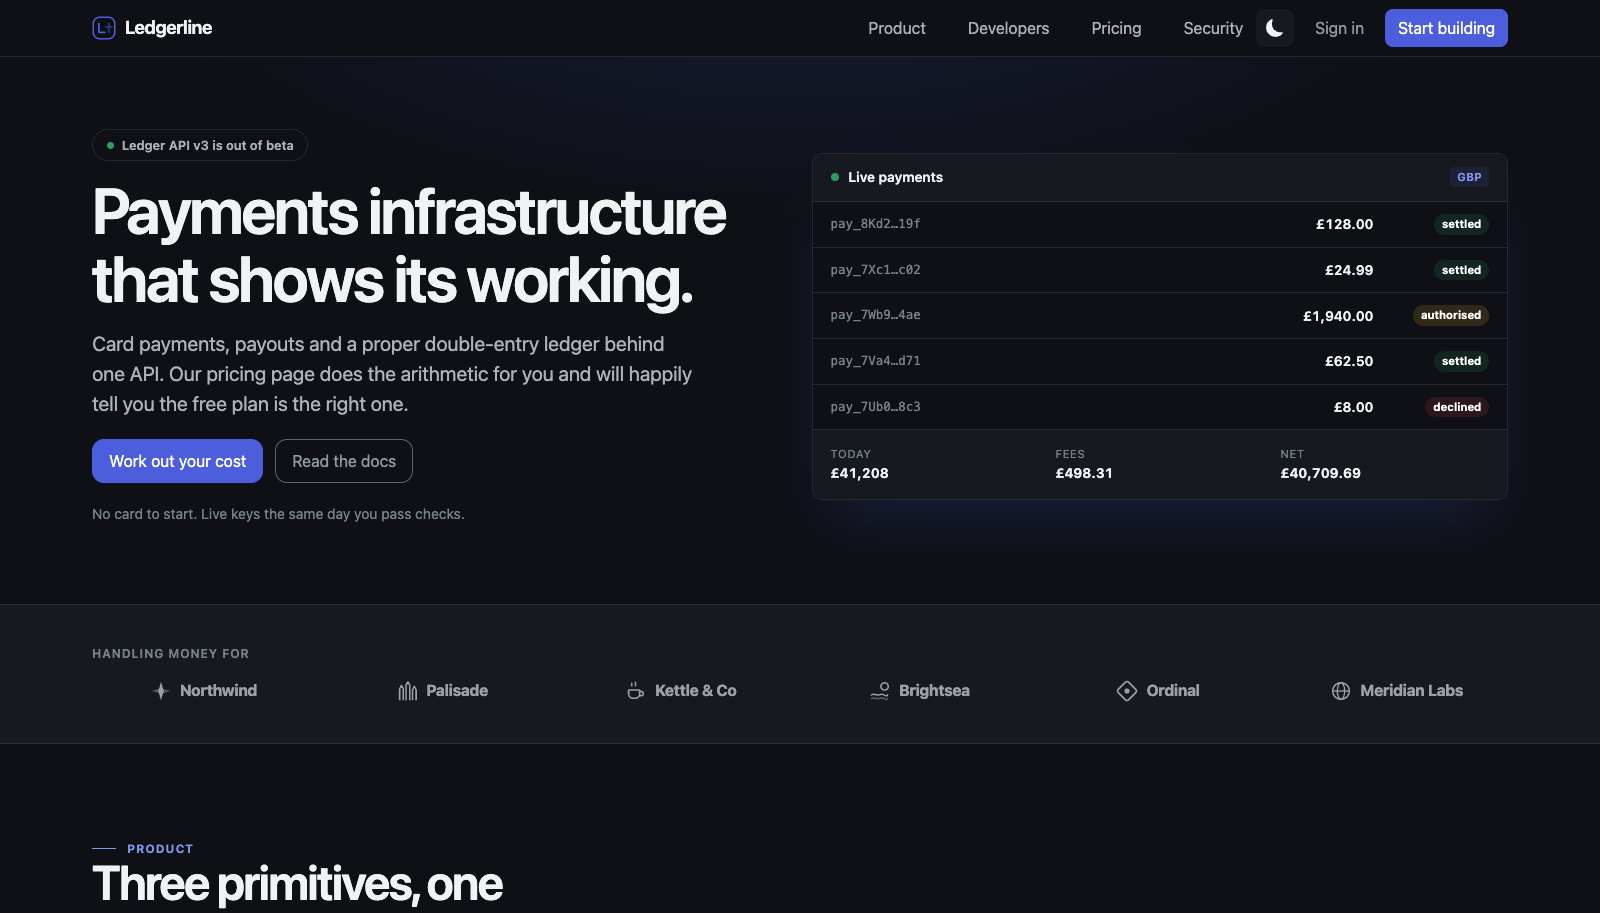 Ledgerline
Product
Developers
Pricing
Security
Sign in
Start building
Ledger API v3 is out of beta
Payments infrastructure
that shows its working.
Card payments, payouts and a proper double-entry ledger behind
one API. Our pricing page does the arithmetic for you and will happily
tell you the free plan is the right one.
Work out your cost
Read the docs
No card to start. Live keys the same day you pass checks.
Live payments
GBP
pay_8Kd2…19f £128.00 settled
pay_7Xc1…c02 £24.99 settled
pay_7Wb9…4ae £1,940.00 authorised
pay_7Va4…d71 £62.50 settled
pay_7Ub0…8c3 £8.00 declined
TODAY FEES NET
£41,208 £498.31 £40,709.69
HANDLING MONEY FOR
Northwind
Palisade
Kettle & Co
Brightsea
Ordinal
Meridian Labs
PRODUCT
Three primitives, one